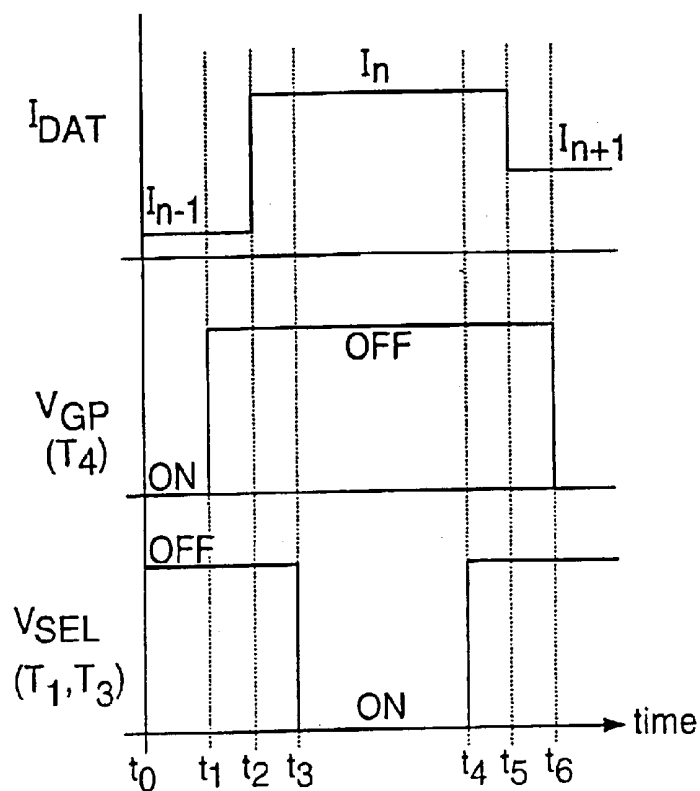 I_n
I_DAT
I_n+1
I_n-1
OFF
V_GP
(T_4)
ON
OFF
V_SEL
(T_1,T_3)
ON
time
t_0 t_1 t_2 t_3 t_4 t_5 t_6